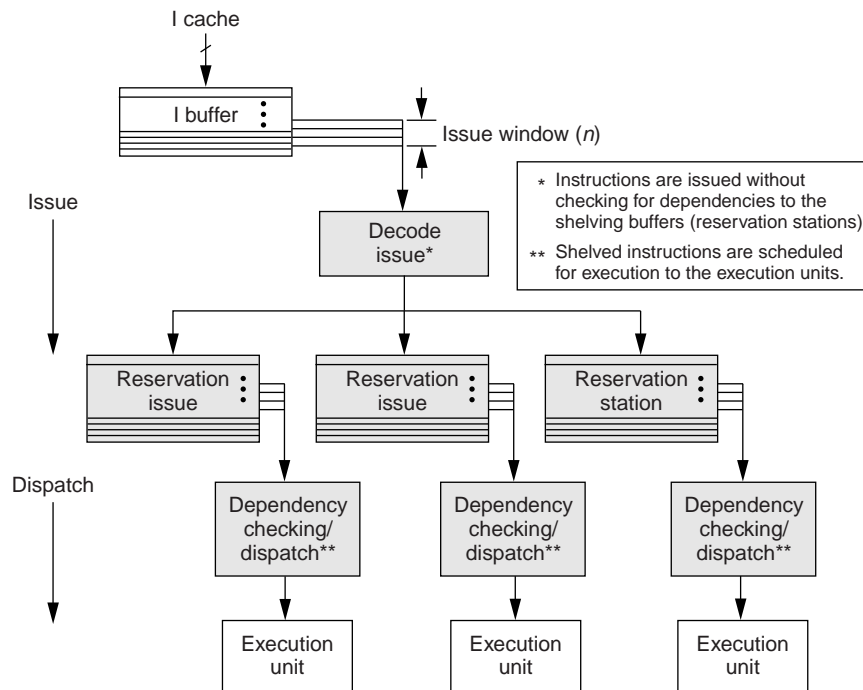 I cache
I buffer
Issue window (n)
* Instructions are issued without
checking for dependencies to the
shelving buffers (reservation stations)
** Shelved instructions are scheduled
for execution to the execution units.
Issue
Decode
issue*
Reservation
issue
Reservation
issue
Reservation
station
Dispatch
Dependency
checking/
dispatch**
Dependency
checking/
dispatch**
Dependency
checking/
dispatch**
Execution
unit
Execution
unit
Execution
unit